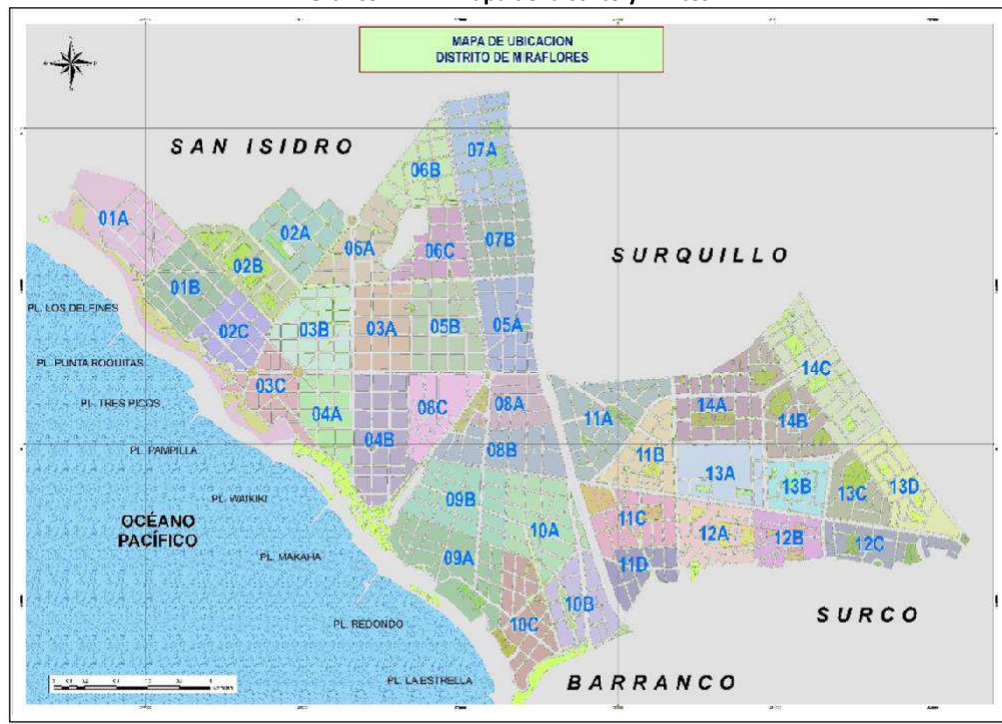 MAPA DE UBICACION
DISTRITO DE MIRAFLORES
SAN ISIDRO
07A
06B
01A
02A
06A
06C
07B
SURQUILLO
02B
01B
PL. LOS DELFINES
02C
03B
03A
05B
05A
PL. PUNTA ROQUITAS
14C
03C
PL. TRES PICOS
04A
08C
08A
11A
14A
14B
04B
08B
PL. PAMPILLA
11B
13A
13B
13C
13D
PL. WAIKIKI
09B
OCÉANO
PACÍFICO
10A
11C
12A
12B
12C
PL. MAKAHA
09A
11D
10B
PL. REDONDO
10C
SURCO
PL. LA ESTRELLA
BARRANCO